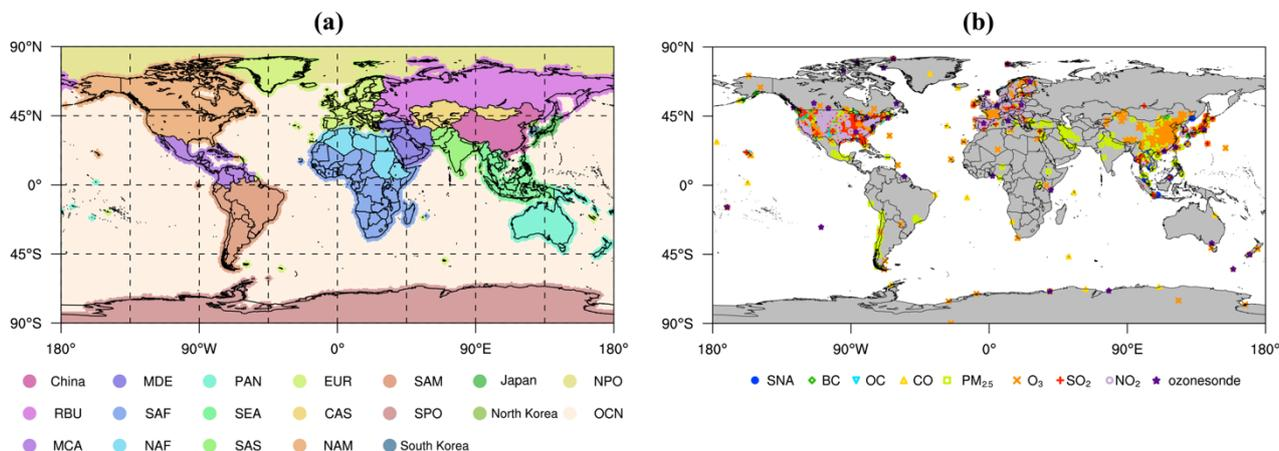 (a)
90°N
45°N
0°
45°S
90°S
180°
90°W
0°
90°E
180°
China
MDE
PAN
EUR
SAM
Japan
NPO
RBU
SAF
SEA
CAS
SPO
North Korea
OCN
MCA
NAF
SAS
NAM
South Korea
(b)
90°N
45°N
0°
45°S
90°S
180°
90°W
0°
90°E
180°
SNA
BC
OC
CO
PM₂.₅
O₃
SO₂
NO₂
ozonesonde